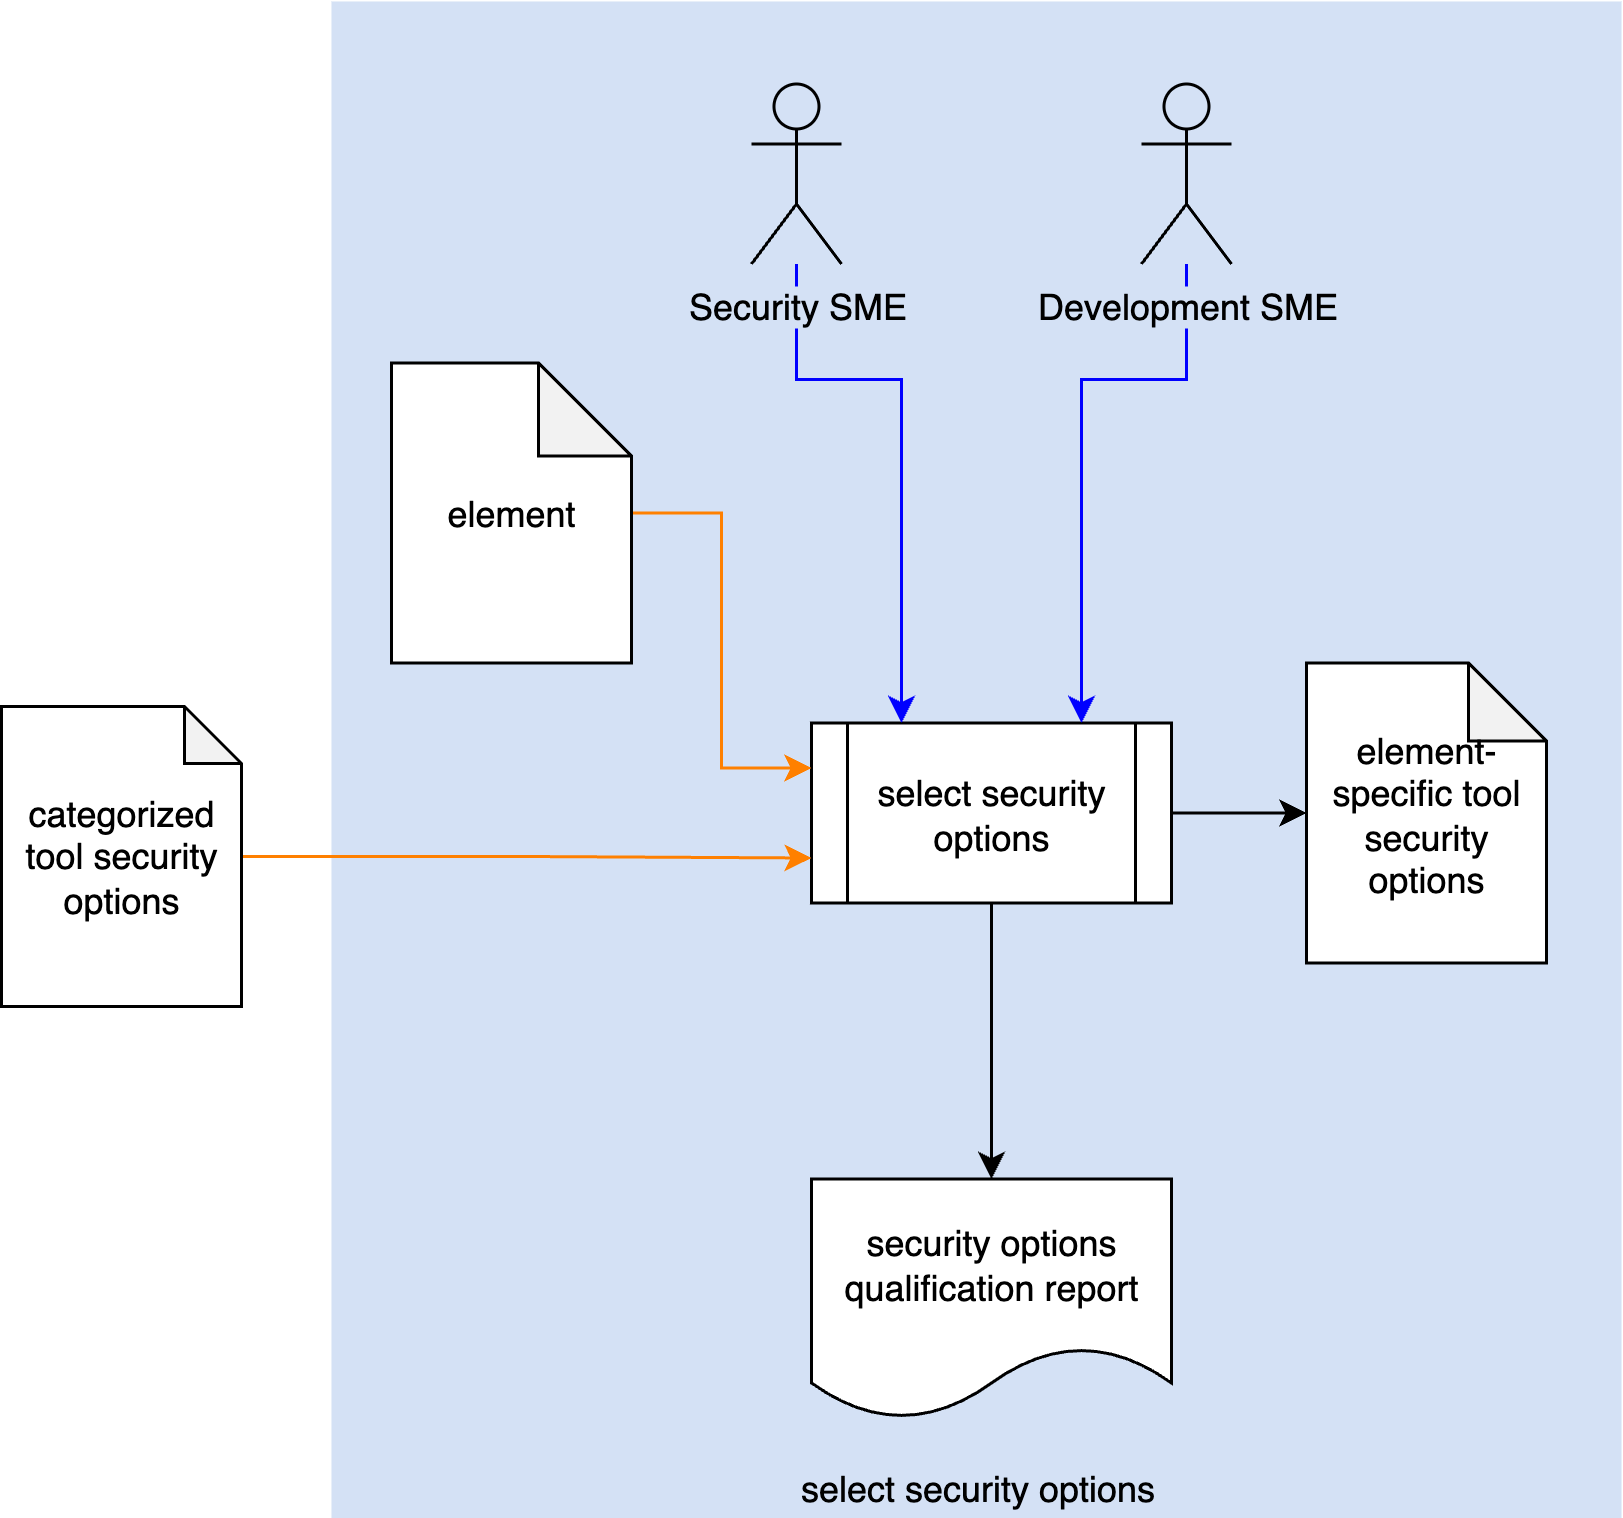 Security SME
Development SME
element
categorized
tool security
options
select security
options
element-
specific tool
security
options
security options
qualification report
select security options